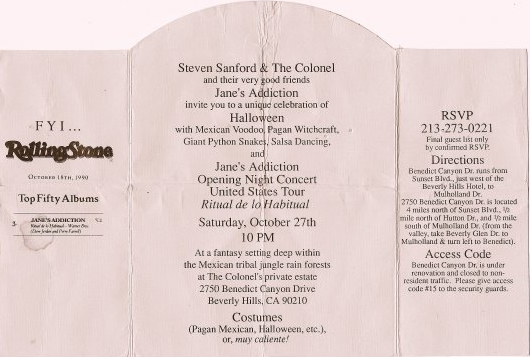 F Y I ...
RollingStone
OCTOBER 18TH, 1990
Top Fifty Albums
3 JANE'S ADDICTION
Ritual de lo Habitual - Warner Bros.
(Dave Jerden and Perry Farrell)
Steven Sanford & The Colonel
and their very good friends
Jane's Addiction
invite you to a unique celebration of
Halloween
with Mexican Voodoo, Pagan Witchcraft,
Giant Python Snakes, Salsa Dancing,
and
Jane's Addiction
Opening Night Concert
United States Tour
Ritual de lo Habitual
Saturday, October 27th
10 PM
At a fantasy setting deep within
the Mexican tribal jungle rain forests
at The Colonel's private estate
2750 Benedict Canyon Drive
Beverly Hills, CA 90210
Costumes
(Pagan Mexican, Halloween, etc.),
or, muy caliente!
RSVP
213-273-0221
Final guest list only
by confirmed RSVP.
Directions
Benedict Canyon Dr. runs from
Sunset Blvd., just west of the
Beverly Hills Hotel, to
Mulholland Dr.
2750 Benedict Canyon Dr. is located
4 miles north of Sunset Blvd., ½
mile north of Hutton Dr., and ½ mile
south of Mulholland Dr. (from the
valley, take Beverly Glen Dr. to
Mulholland & turn left to Benedict).
Access Code
Benedict Canyon Dr. is under
renovation and closed to non-
resident traffic. Please give access
code #15 to the security guards.